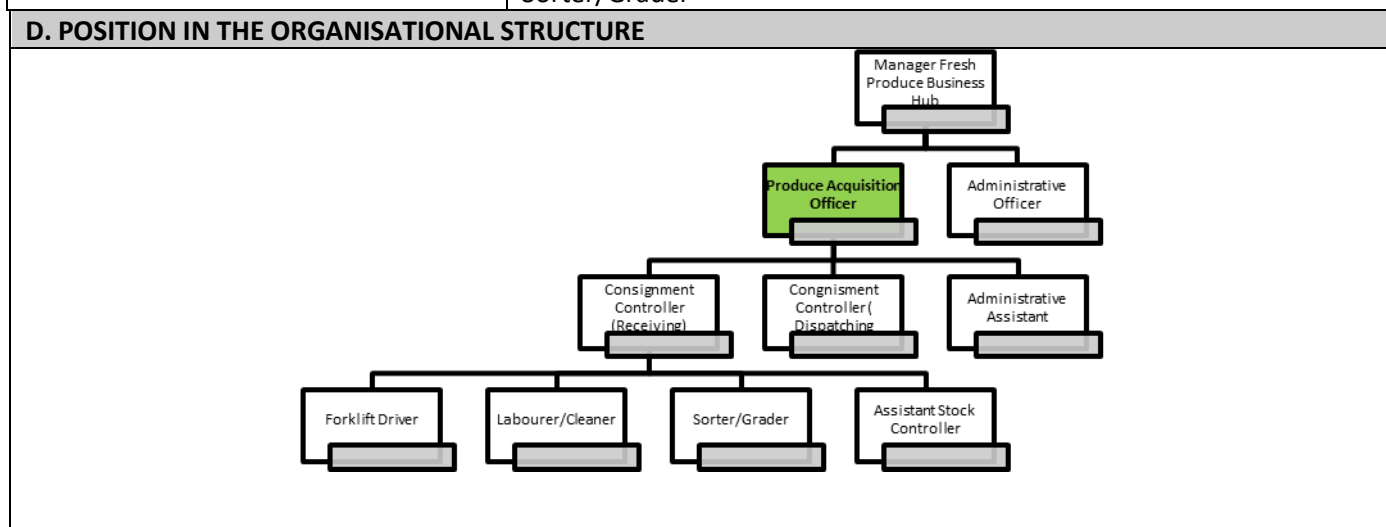 Sorter/Grader
D. POSITION IN THE ORGANISATIONAL STRUCTURE
Manager Fresh
Produce Business
Hub
Produce Acquisition
Officer
Administrative
Officer
Consignment
Controller
(Receiving)
Congnisment
Controller (
Dispatching
Administrative
Assistant
Forklift Driver
Labourer/Cleaner
Sorter/Grader
Assistant Stock
Controller